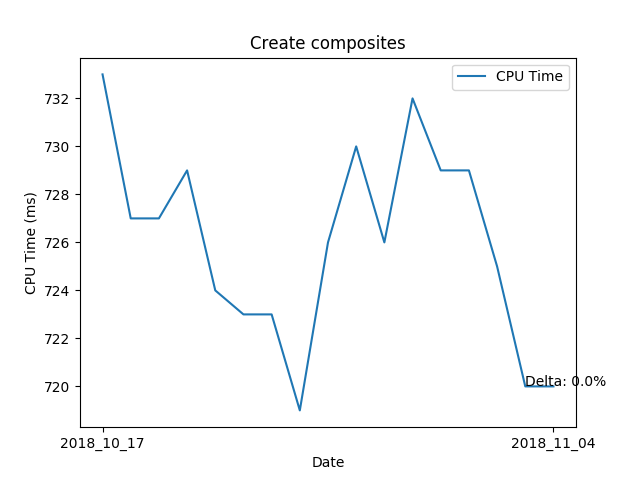 Create composites
CPU Time
732
730
728
726
724
722
720
CPU Time (ms)
Delta: 0.0%
2018_10_17
2018_11_04
Date